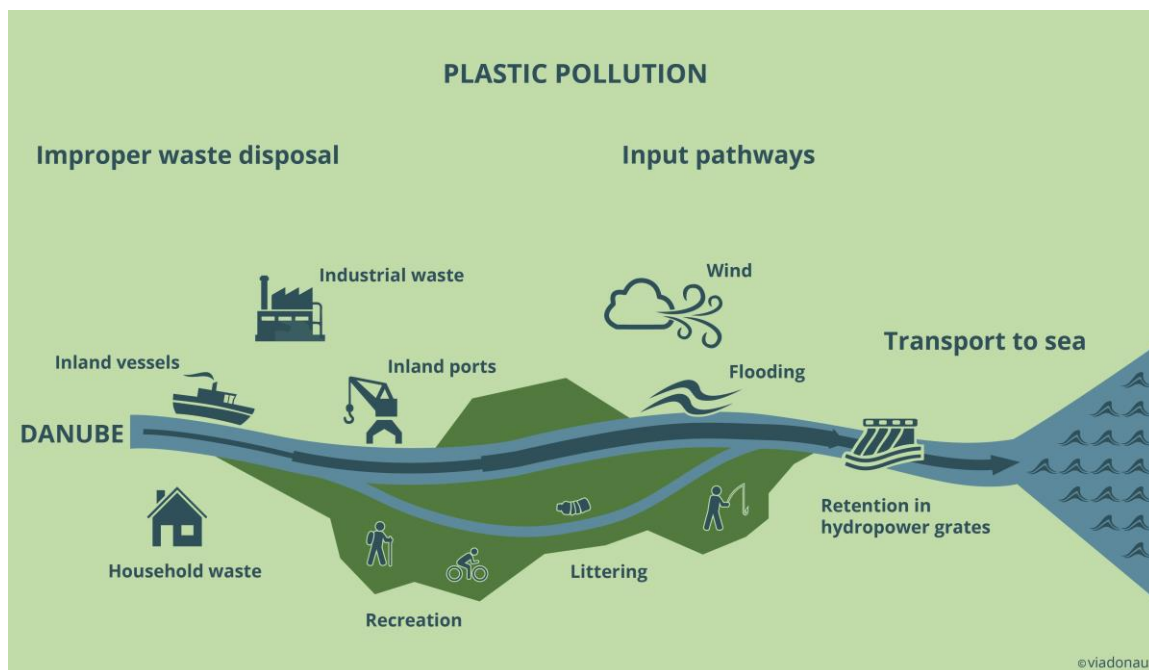 PLASTIC POLLUTION
Improper waste disposal
Input pathways
Industrial waste
Wind
Transport to sea
Inland vessels
Inland ports
Flooding
DANUBE
Retention in
hydropower grates
Household waste
Littering
Recreation
©viadonau